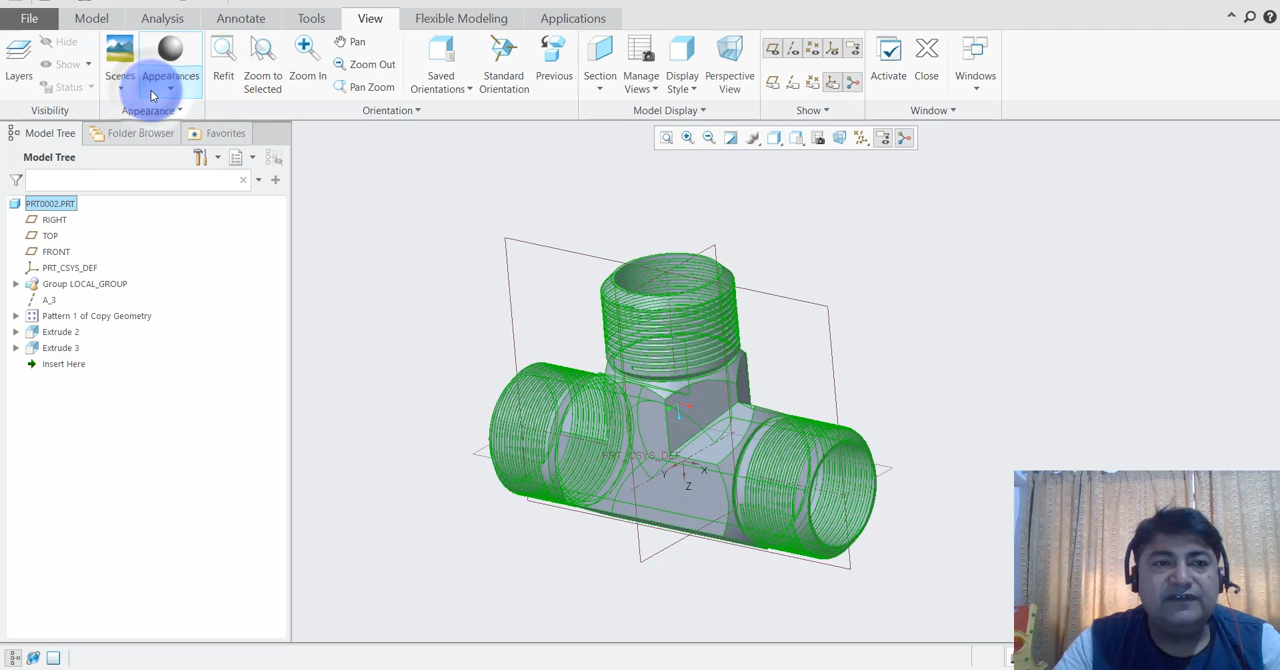 File Model Analysis Annotate Tools View Flexible Modeling Applications
Layers Hide Show Status Scenes Appearances Refit Zoom to Selected Zoom In Pan Zoom Out Pan Zoom Saved Orientations Standard Orientation Previous Section Manage Views Display Style Perspective View Activate Close Windows
Visibility Appearance Orientation Model Display Show Window
Model Tree Folder Browser Favorites
Model Tree
PRT0002.PRT
RIGHT
TOP
FRONT
PRT_CSYS_DEF
Group LOCAL_GROUP
A_3
Pattern 1 of Copy Geometry
Extrude 2
Extrude 3
Insert Here
PRT_CSYS_DEF
X
Y
Z